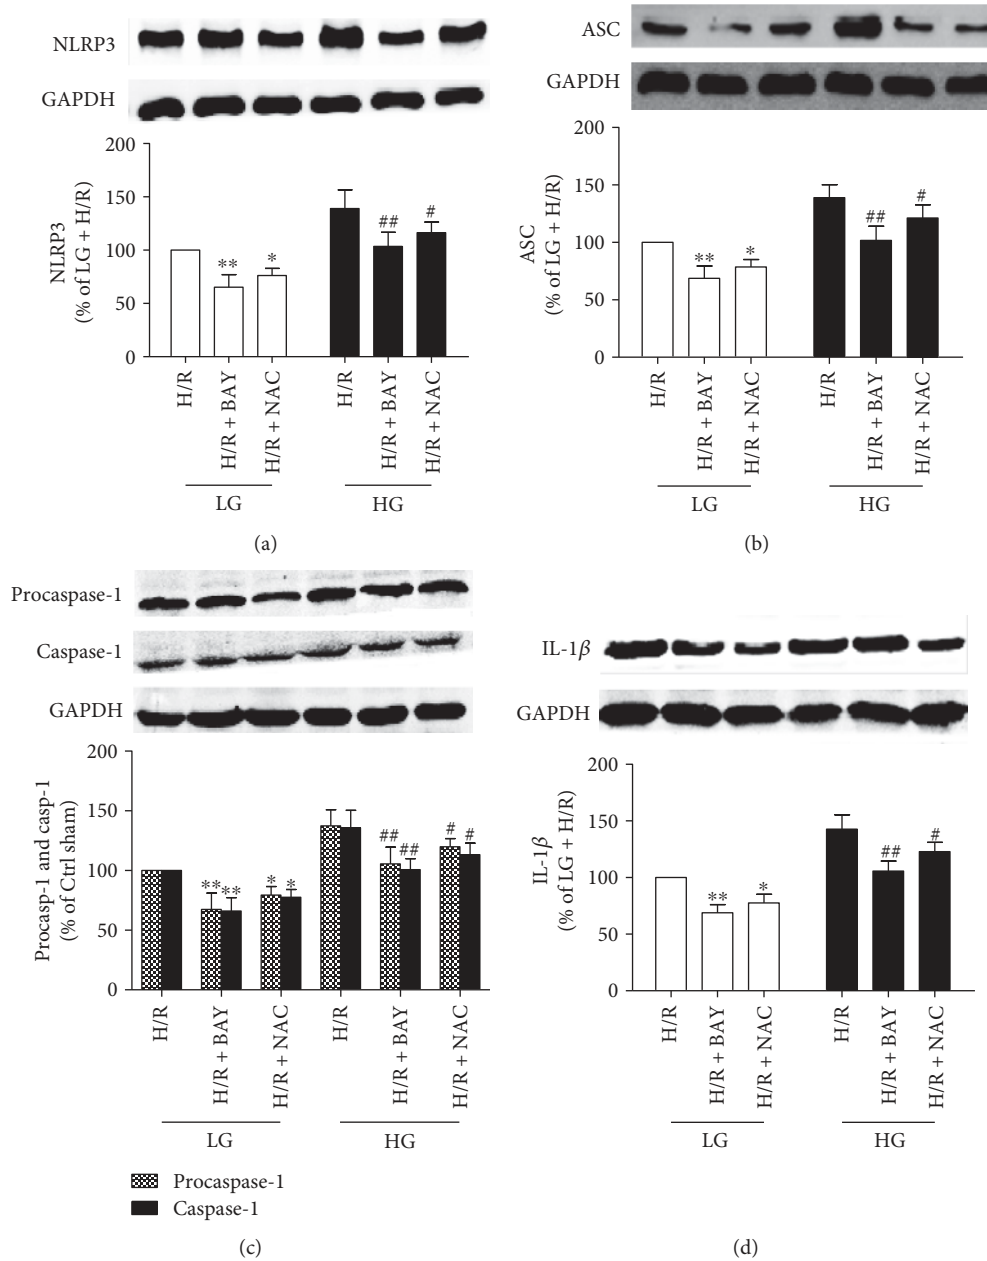 NLRP3
GAPDH
200
150
100
50
0
NLRP3
(% of LG + H/R)
**
*
##
#
H/R
H/R + BAY
H/R + NAC
H/R
H/R + BAY
H/R + NAC
LG
HG
(a)
ASC
GAPDH
200
150
100
50
0
ASC
(% of LG + H/R)
**
*
##
#
H/R
H/R + BAY
H/R + NAC
H/R
H/R + BAY
H/R + NAC
LG
HG
(b)
Procaspase-1
Caspase-1
GAPDH
200
150
100
50
0
Procasp-1 and casp-1
(% of Ctrl sham)
**
**
*
*
##
##
#
#
H/R
H/R + BAY
H/R + NAC
H/R
H/R + BAY
H/R + NAC
LG
HG
Procaspase-1
Caspase-1
(c)
IL-1β
GAPDH
200
150
100
50
0
IL-1β
(% of LG + H/R)
**
*
##
#
H/R
H/R + BAY
H/R + NAC
H/R
H/R + BAY
H/R + NAC
LG
HG
(d)